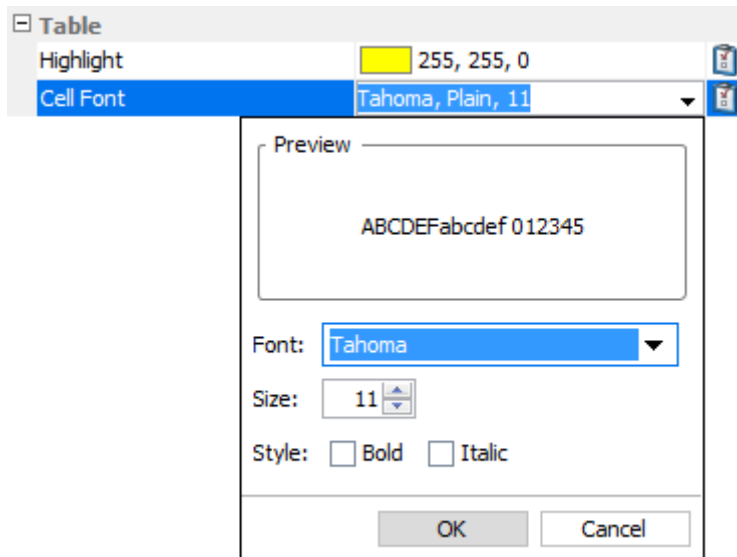 Table
Highlight 255, 255, 0
Cell Font Tahoma, Plain, 11
Preview
ABCDEFabcdef 012345
Font: Tahoma
Size: 11
Style: Bold Italic
OK Cancel